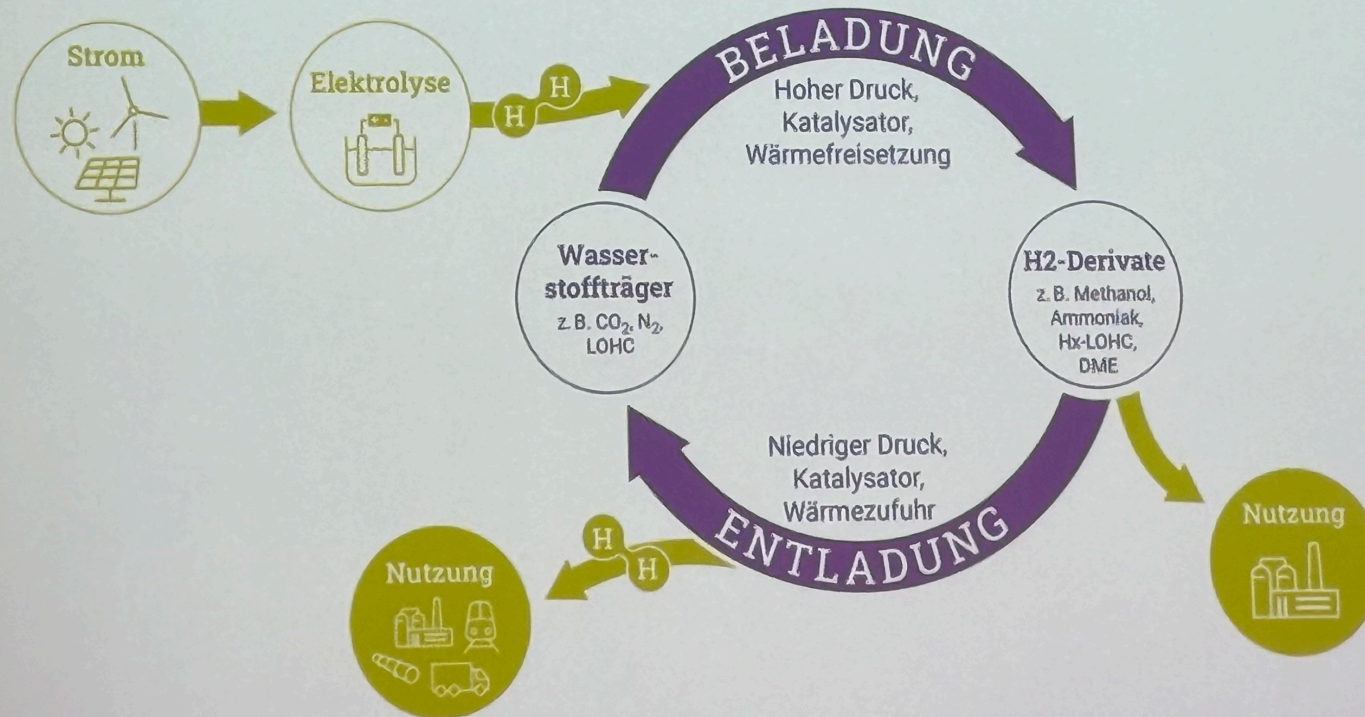 Strom
Elektrolyse
H
H
BELADUNG
Hoher Druck,
Katalysator,
Wärmefreisetzung
Wasser-
stoffträger
z.B. CO₂, N₂,
LOHC
H2-Derivate
z.B. Methanol,
Ammoniak,
Hx-LOHC,
DME
Niedriger Druck,
Katalysator,
Wärmezufuhr
ENTLADUNG
H
H
Nutzung
Nutzung